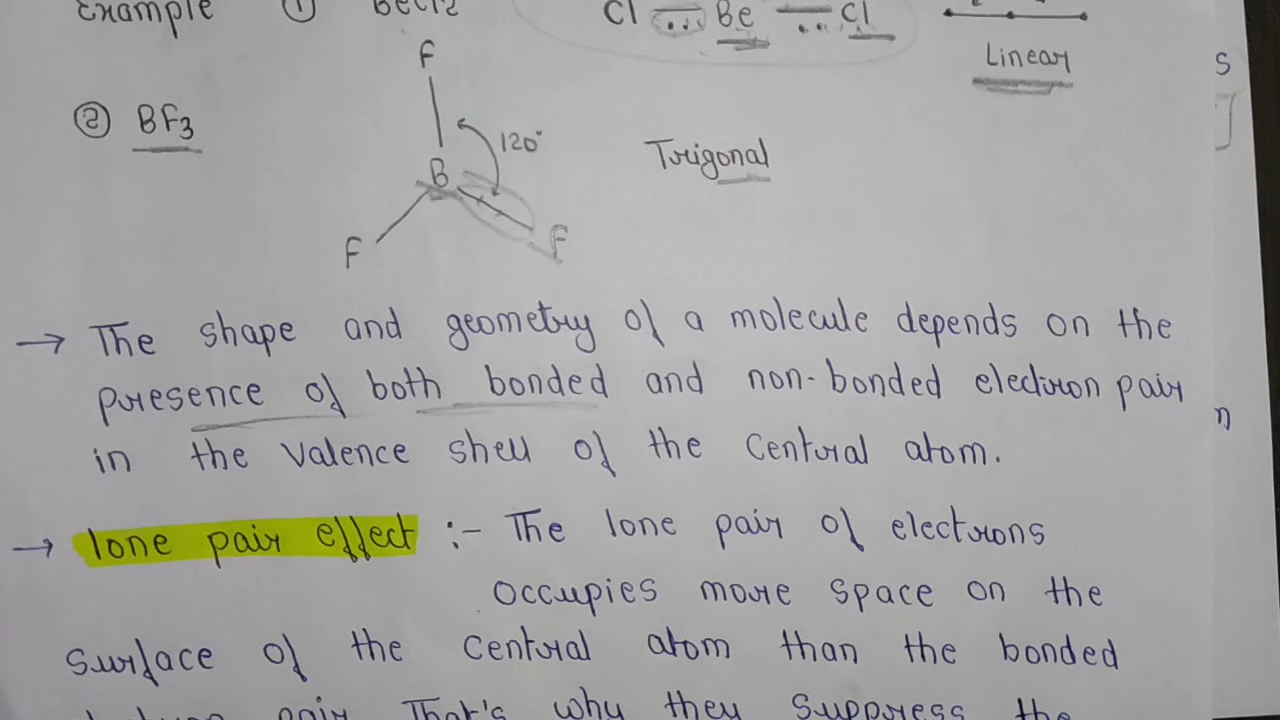 Example ① BeCl2 Cl Be Cl
Linear
S
F
② BF3
120°
Trigonal
B
F F
→ The shape and geometry of a molecule depends on the
presence of both bonded and non-bonded electron pair
n
in the valence shell of the central atom.
→ lone pair effect :- The lone pair of electrons
occupies more space on the
surface of the central atom than the bonded
pair. That's why they suppress the